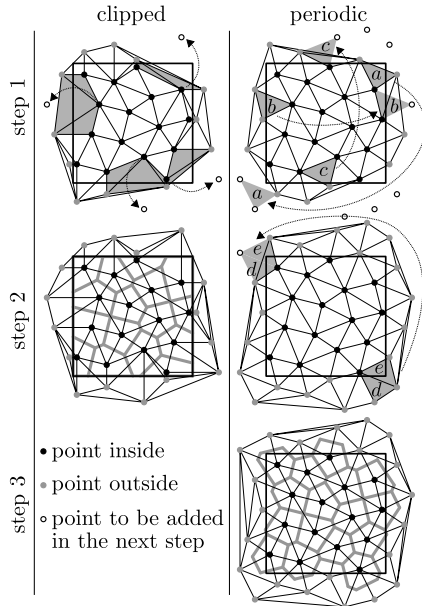 clipped
periodic
step 1
c
a
b
b
c
a
step 2
e
d
e
d
step 3
point inside
point outside
point to be added
in the next step